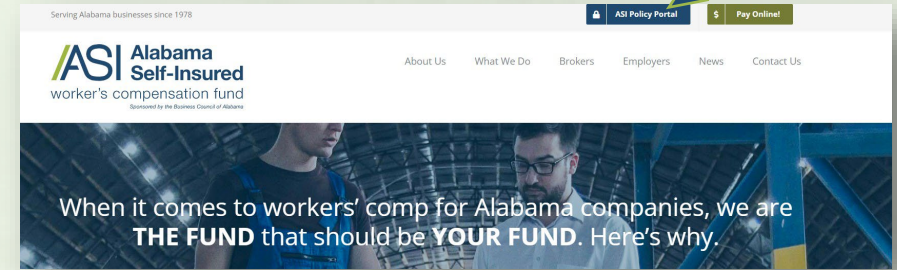 Serving Alabama businesses since 1978
ASI Policy Portal
$ Pay Online!
ASI Alabama
Self-Insured
worker's compensation fund
Sponsored by the Business Council of Alabama
About Us What We Do Brokers Employers News Contact Us
When it comes to workers' comp for Alabama companies, we are
THE FUND that should be YOUR FUND. Here's why.